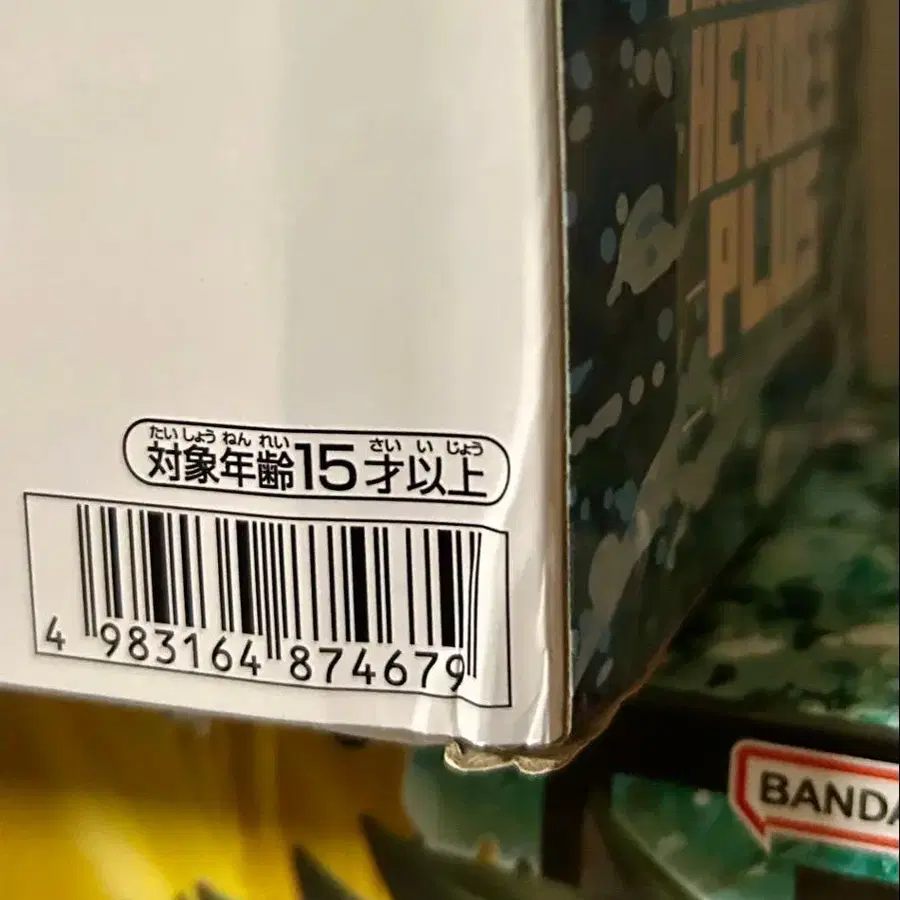 HEROES
PLUS
たいしょう ねん れい さい い じょう
対象年齢15才以上
4 983164 874679
BANDA